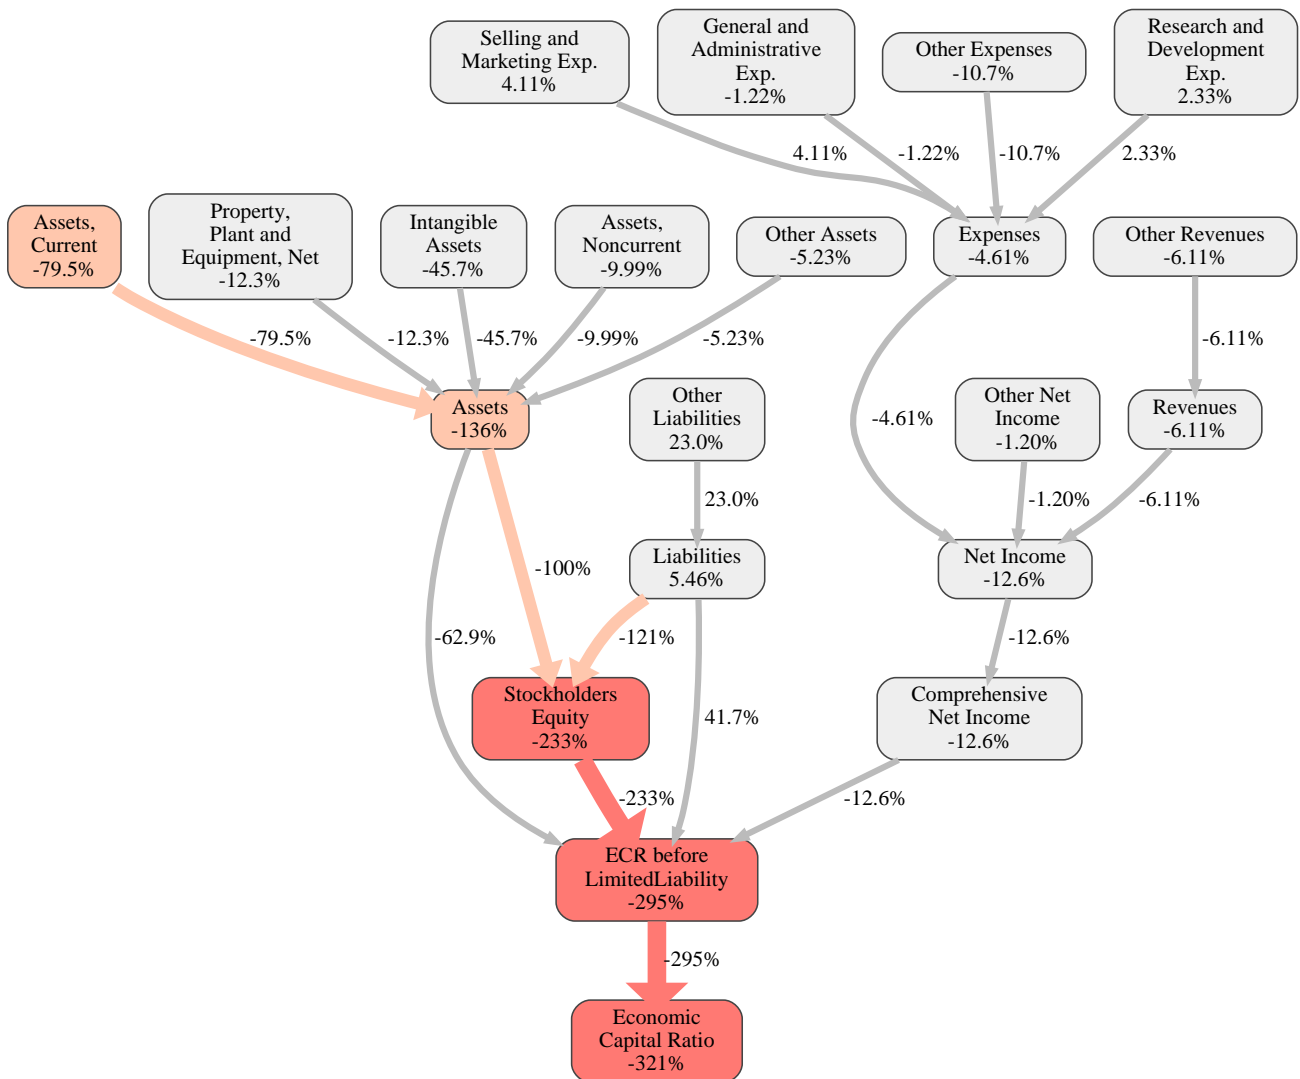 Selling and
Marketing Exp.
4.11%
General and
Administrative
Exp.
-1.22%
Other Expenses
-10.7%
Research and
Development
Exp.
2.33%
4.11%
-1.22%
-10.7%
2.33%
Assets,
Current
-79.5%
Property,
Plant and
Equipment, Net
-12.3%
Intangible
Assets
-45.7%
Assets,
Noncurrent
-9.99%
Other Assets
-5.23%
Expenses
-4.61%
Other Revenues
-6.11%
-79.5%
-12.3%
-45.7%
-9.99%
-5.23%
-6.11%
Assets
-136%
Other
Liabilities
23.0%
-4.61%
Other Net
Income
-1.20%
Revenues
-6.11%
23.0%
-1.20%
-6.11%
-100%
Liabilities
5.46%
Net Income
-12.6%
-62.9%
-121%
-12.6%
Stockholders
Equity
-233%
41.7%
Comprehensive
Net Income
-12.6%
-233%
-12.6%
ECR before
LimitedLiability
-295%
-295%
Economic
Capital Ratio
-321%